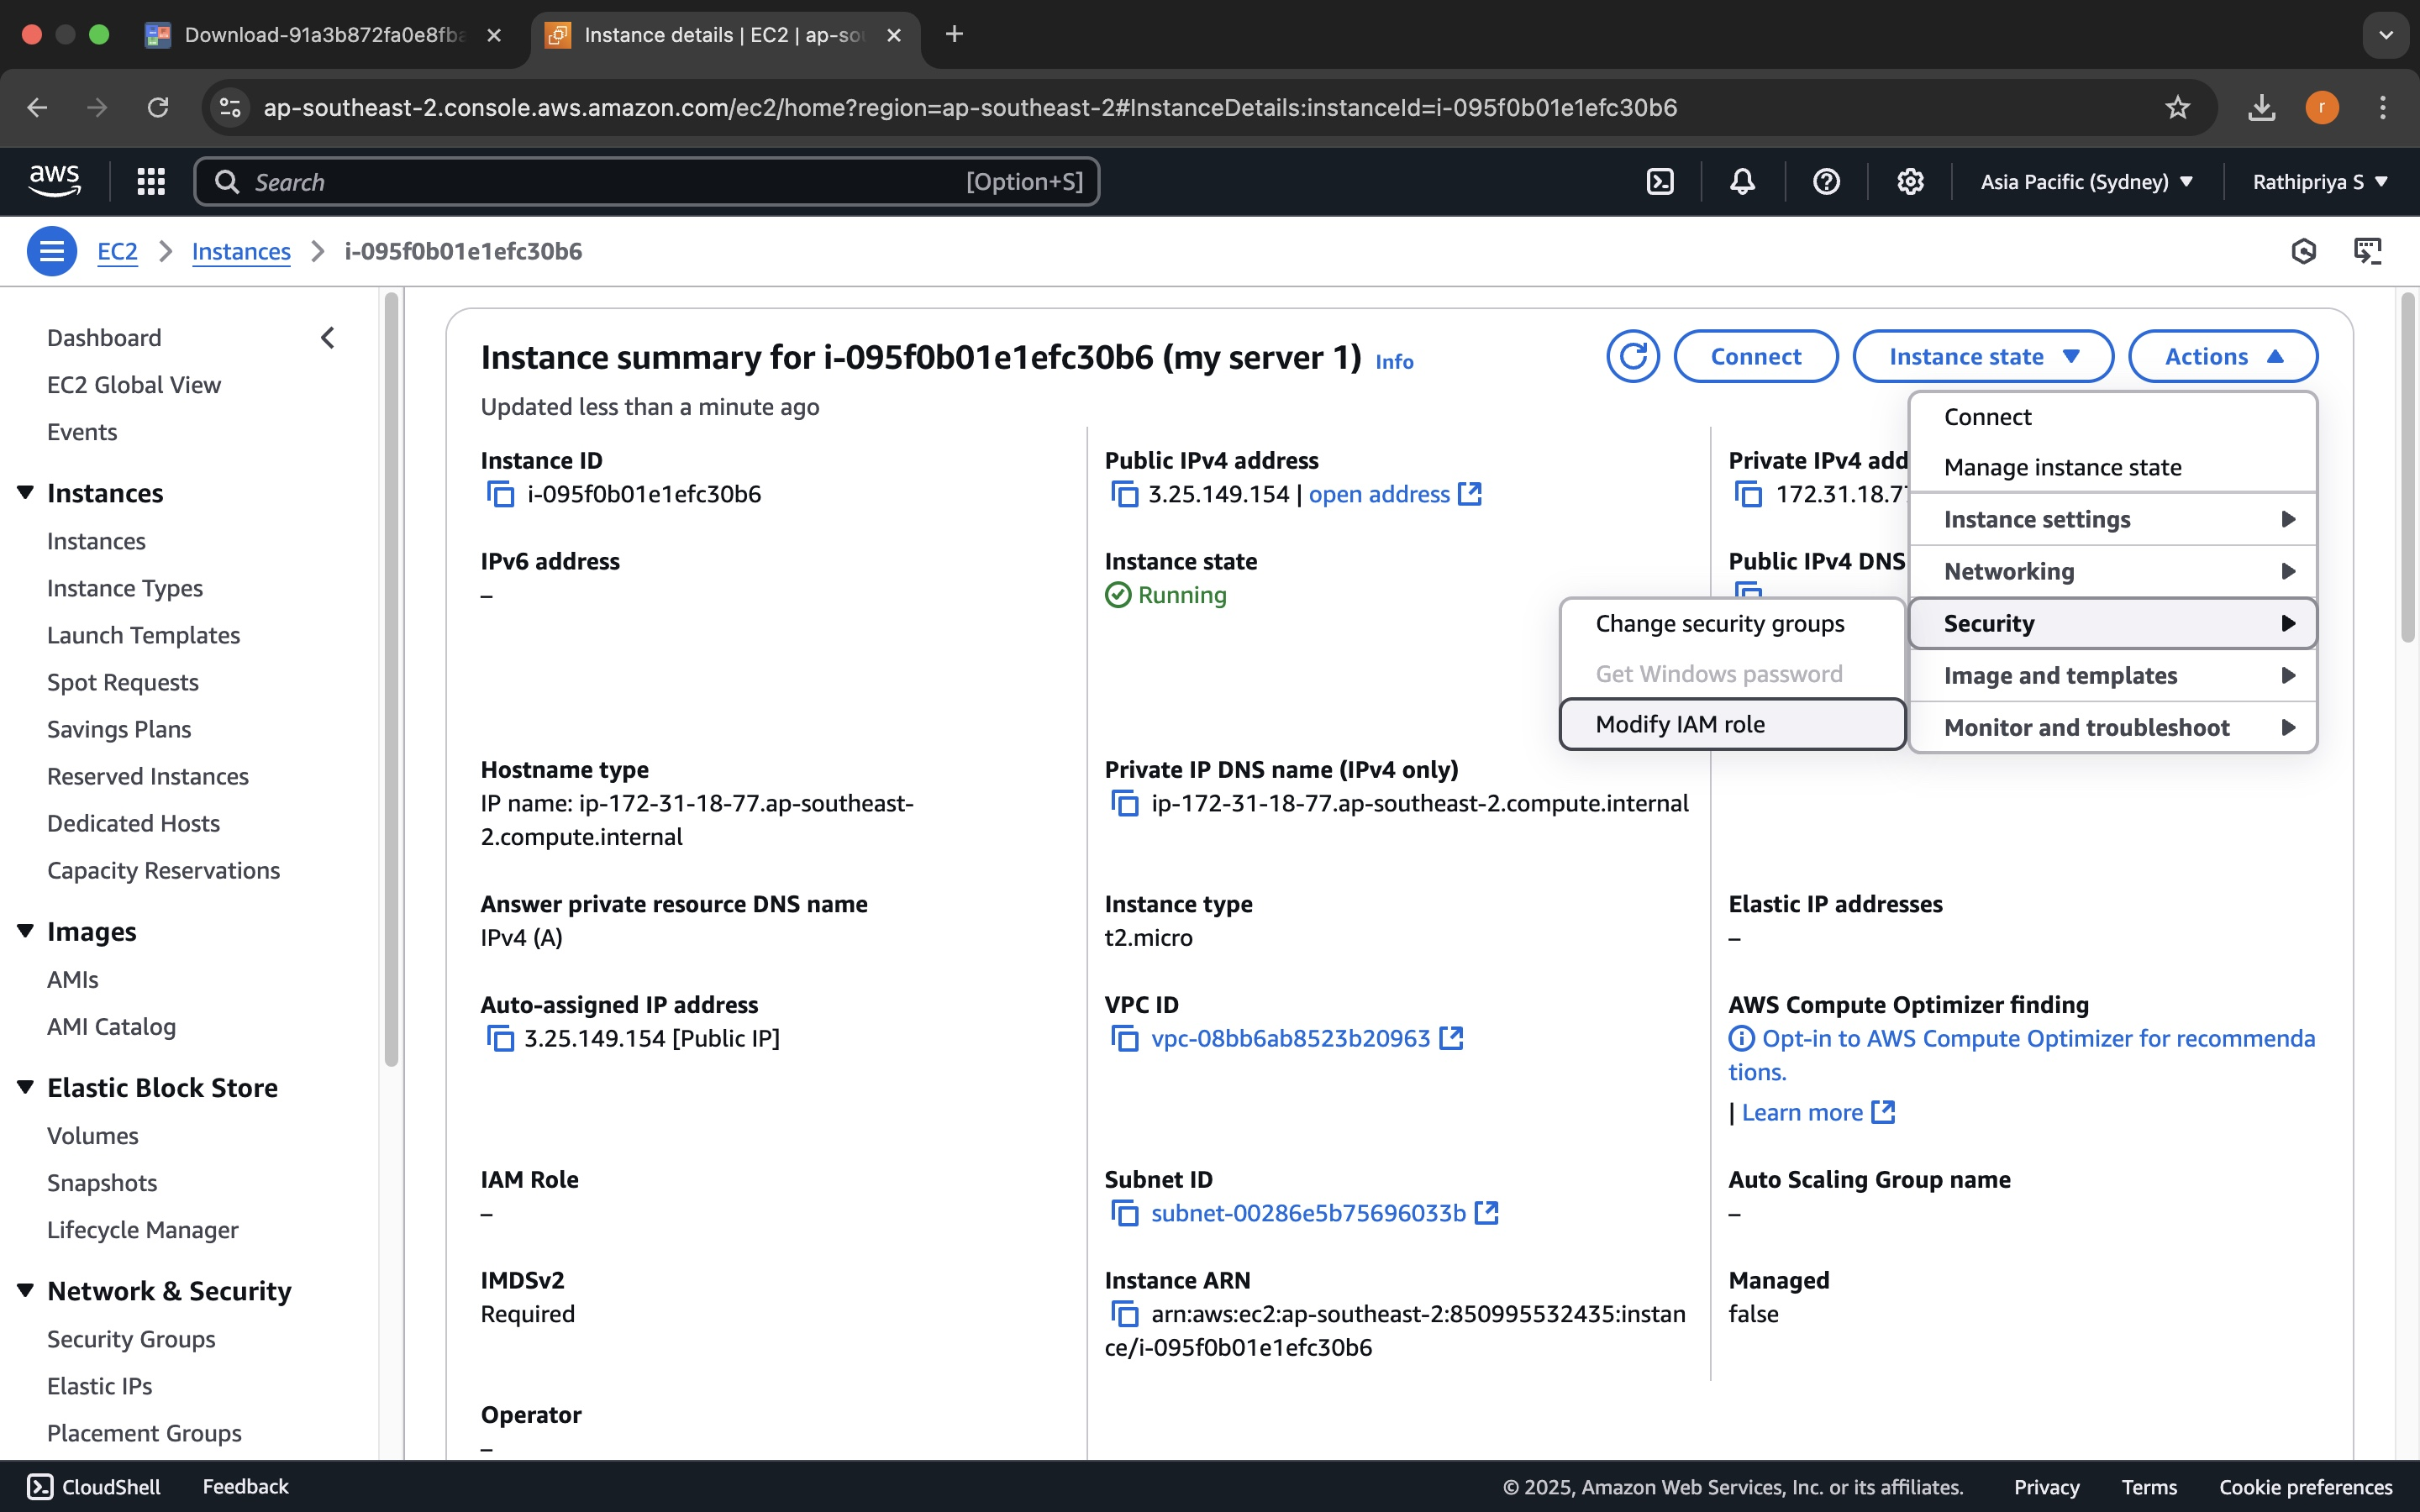 Download-91a3b872fa0e8fba
Instance details | EC2 | ap-sou
ap-southeast-2.console.aws.amazon.com/ec2/home?region=ap-southeast-2#InstanceDetails:instanceId=i-095f0b01e1efc30b6
r
aws
Search
[Option+S]
Asia Pacific (Sydney)
Rathipriya S
EC2
Instances
i-095f0b01e1efc30b6
Dashboard
EC2 Global View
Events
Instances
Instances
Instance Types
Launch Templates
Spot Requests
Savings Plans
Reserved Instances
Dedicated Hosts
Capacity Reservations
Images
AMIs
AMI Catalog
Elastic Block Store
Volumes
Snapshots
Lifecycle Manager
Network & Security
Security Groups
Elastic IPs
Placement Groups
Instance summary for i-095f0b01e1efc30b6 (my server 1) Info
Updated less than a minute ago
Connect
Instance state
Actions
Connect
Manage instance state
Instance settings
Networking
Security
Image and templates
Monitor and troubleshoot
Change security groups
Get Windows password
Modify IAM role
Instance ID
i-095f0b01e1efc30b6
Public IPv4 address
3.25.149.154 | open address
Private IPv4 add
172.31.18.77
IPv6 address
–
Instance state
Running
Public IPv4 DNS
Hostname type
IP name: ip-172-31-18-77.ap-southeast-
2.compute.internal
Private IP DNS name (IPv4 only)
ip-172-31-18-77.ap-southeast-2.compute.internal
Answer private resource DNS name
IPv4 (A)
Instance type
t2.micro
Elastic IP addresses
–
Auto-assigned IP address
3.25.149.154 [Public IP]
VPC ID
vpc-08bb6ab8523b20963
AWS Compute Optimizer finding
Opt-in to AWS Compute Optimizer for recommenda
tions.
| Learn more
IAM Role
–
Subnet ID
subnet-00286e5b75696033b
Auto Scaling Group name
–
IMDSv2
Required
Instance ARN
arn:aws:ec2:ap-southeast-2:850995532435:instan
ce/i-095f0b01e1efc30b6
Managed
false
Operator
–
CloudShell
Feedback
© 2025, Amazon Web Services, Inc. or its affiliates.
Privacy
Terms
Cookie preferences